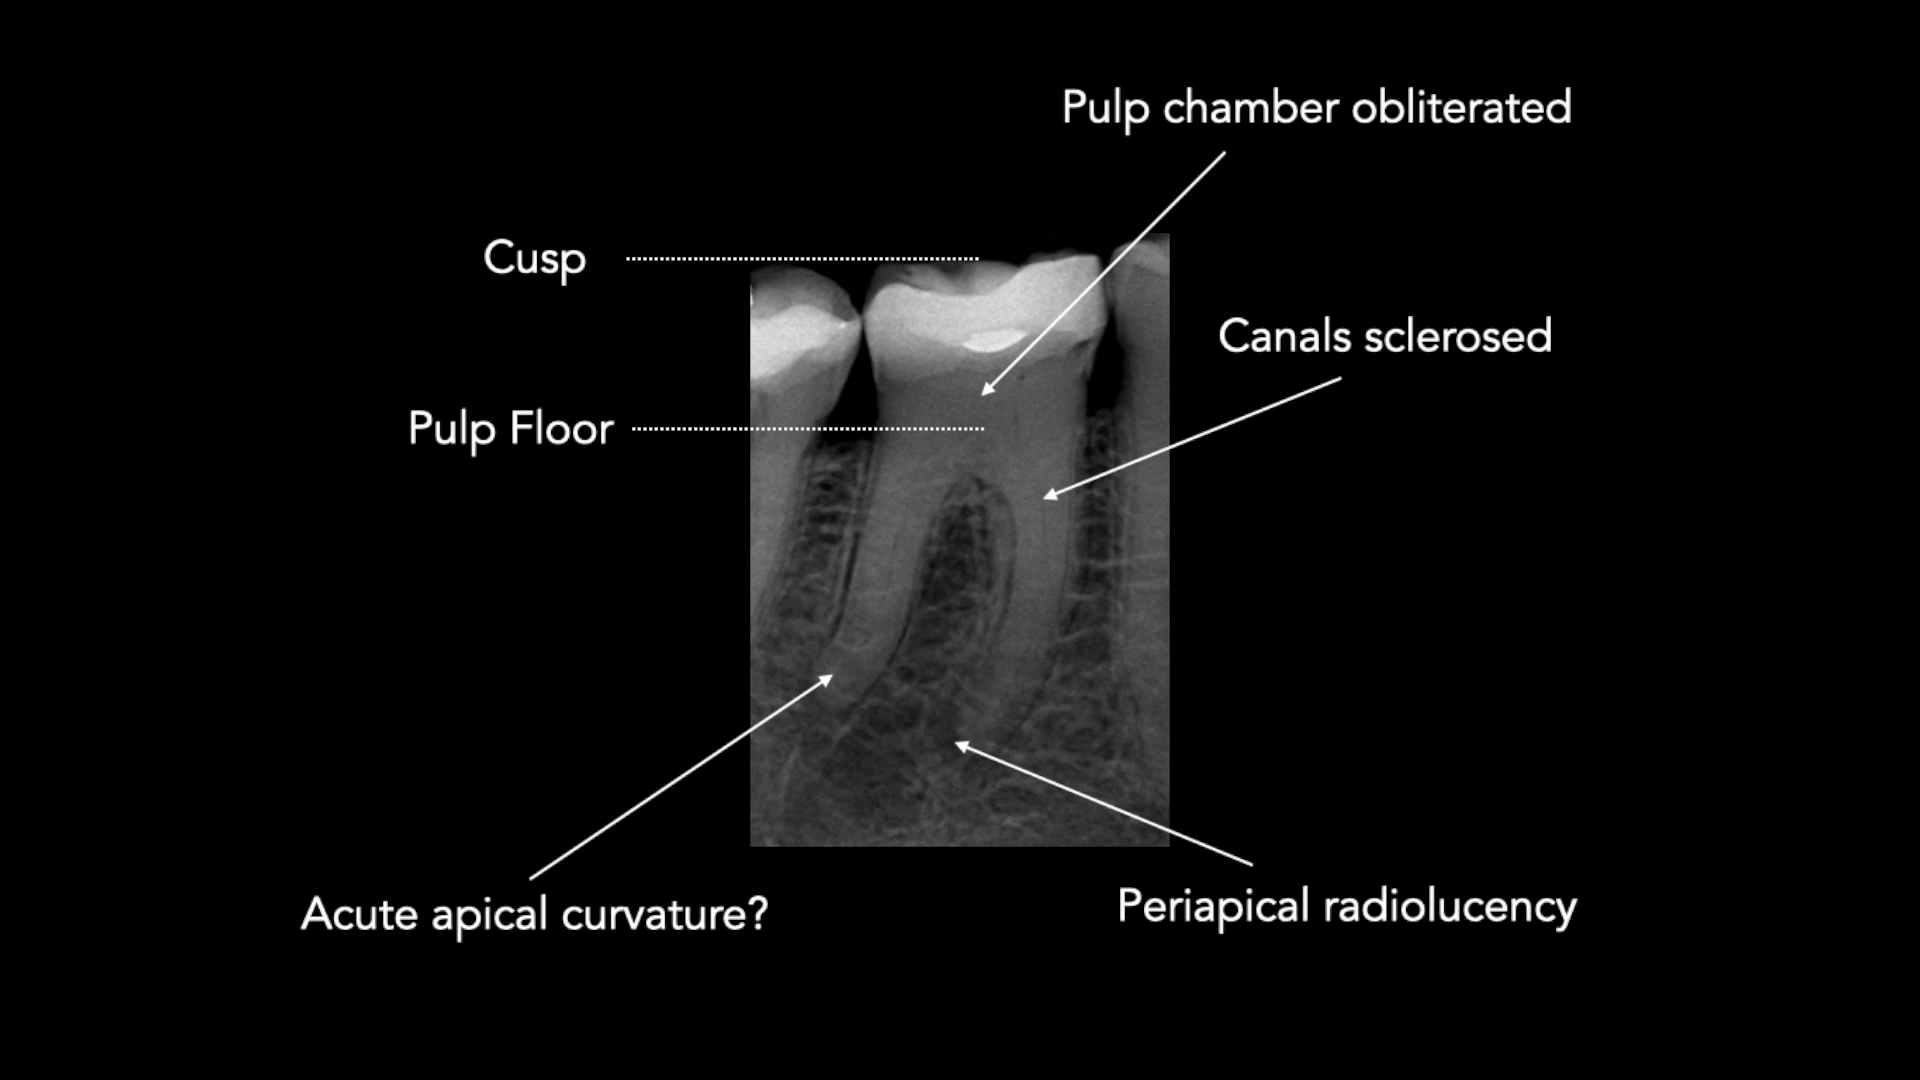 Pulp chamber obliterated
Cusp
Canals sclerosed
Pulp Floor
Acute apical curvature?
Periapical radiolucency